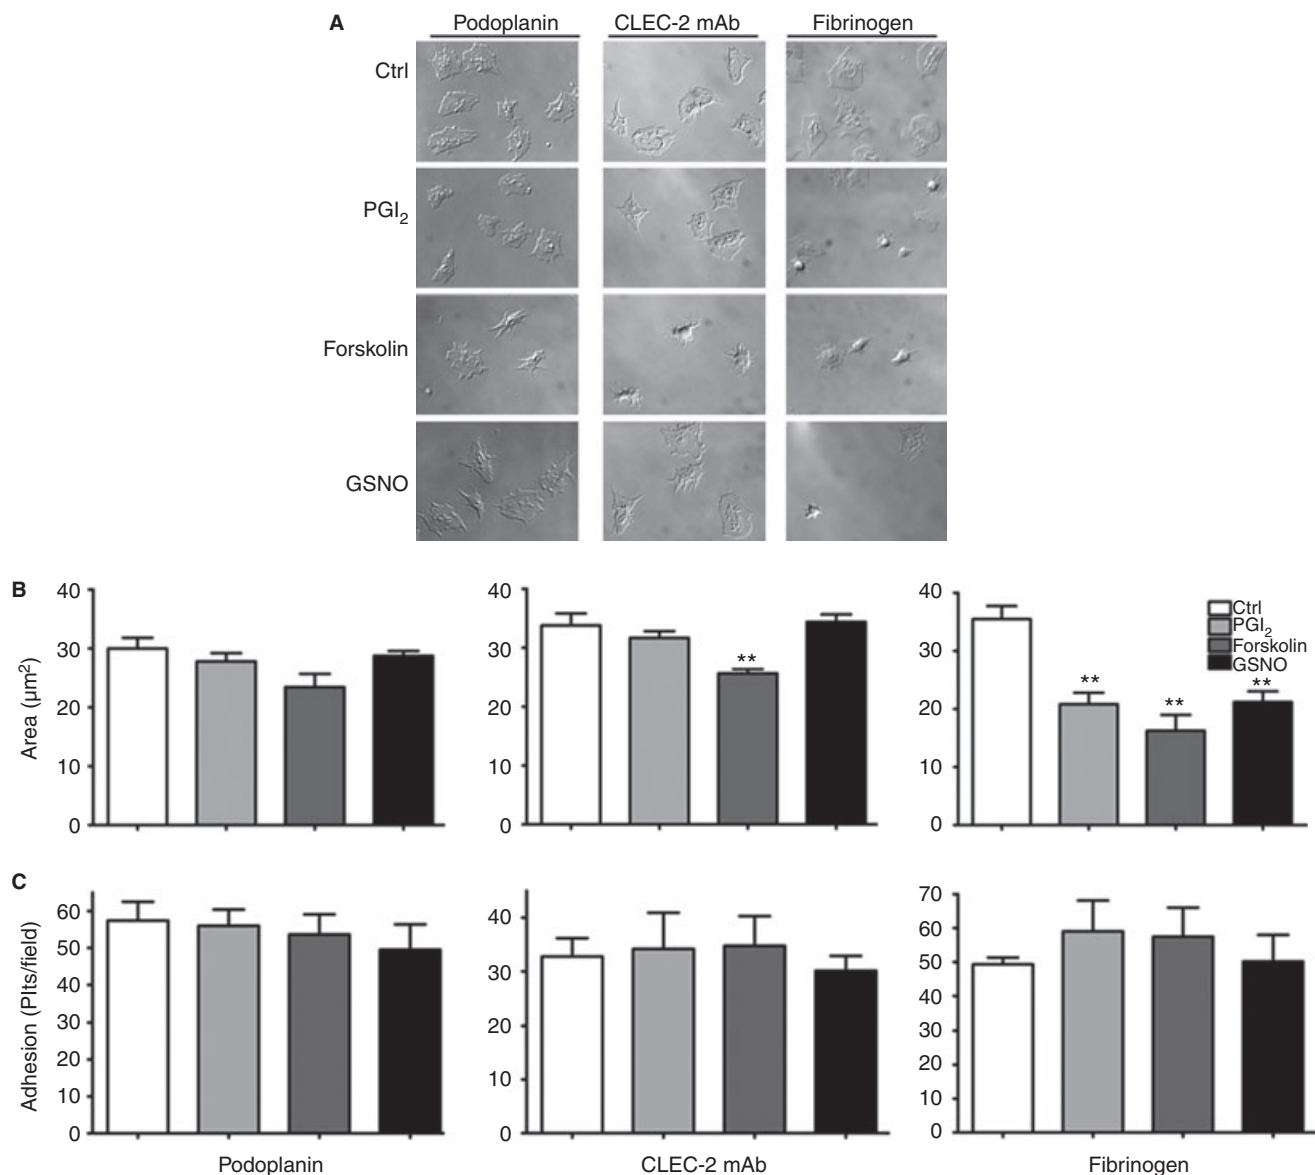 A
Podoplanin
CLEC-2 mAb
Fibrinogen
Ctrl
PGI2
Forskolin
GSNO
B
Area (µm²)
40
30
20
10
0
40
30
20
10
0
**
40
30
20
10
0
**
**
**
Ctrl
PGI2
Forskolin
GSNO
C
Adhesion (Plts/field)
60
50
40
30
20
10
0
Podoplanin
40
30
20
10
0
CLEC-2 mAb
70
60
50
40
30
20
10
0
Fibrinogen